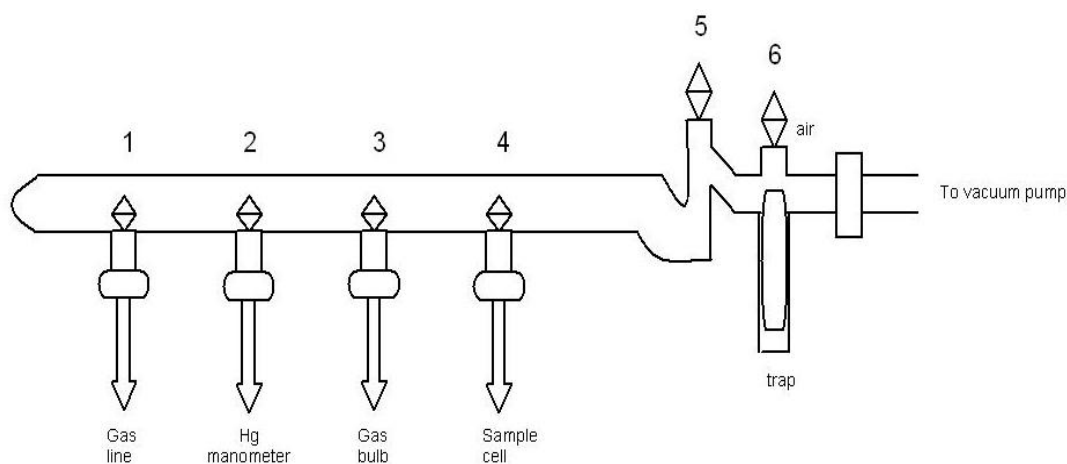 5
6
air
1
2
3
4
To vacuum pump
trap
Gas
line
Hg
manometer
Gas
bulb
Sample
cell